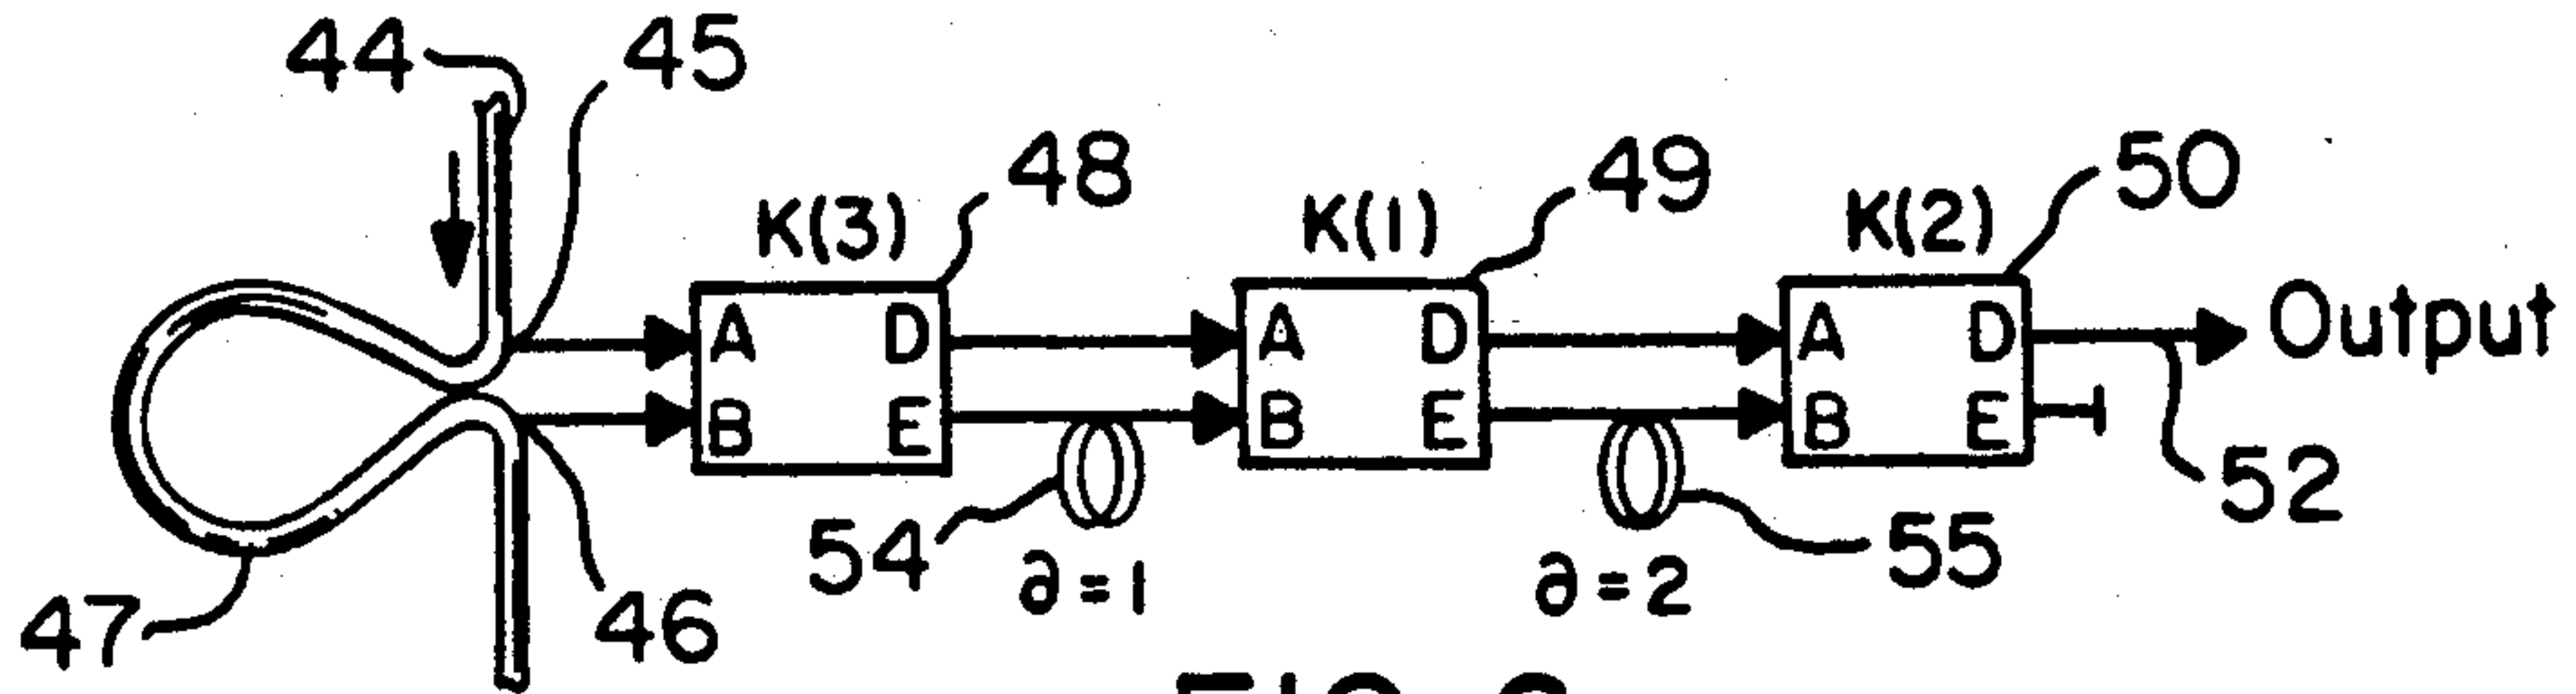 44 45
48 49 50
K(3) K(1) K(2)
A D A D A D Output
B E B E B E
54 55 52
∂=1 ∂=2
47 46